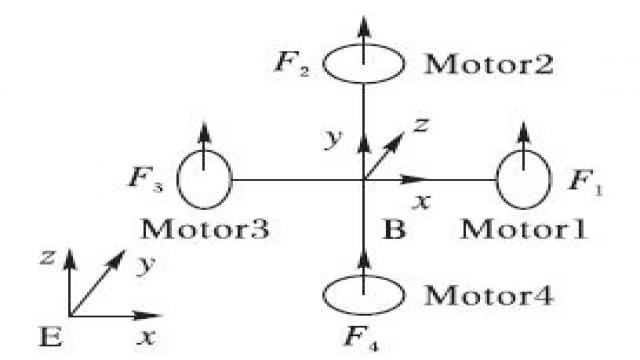 F₂ Motor2
y z
F₃ x F₁
Motor3 B Motor1
z y
Motor4
E x F₄